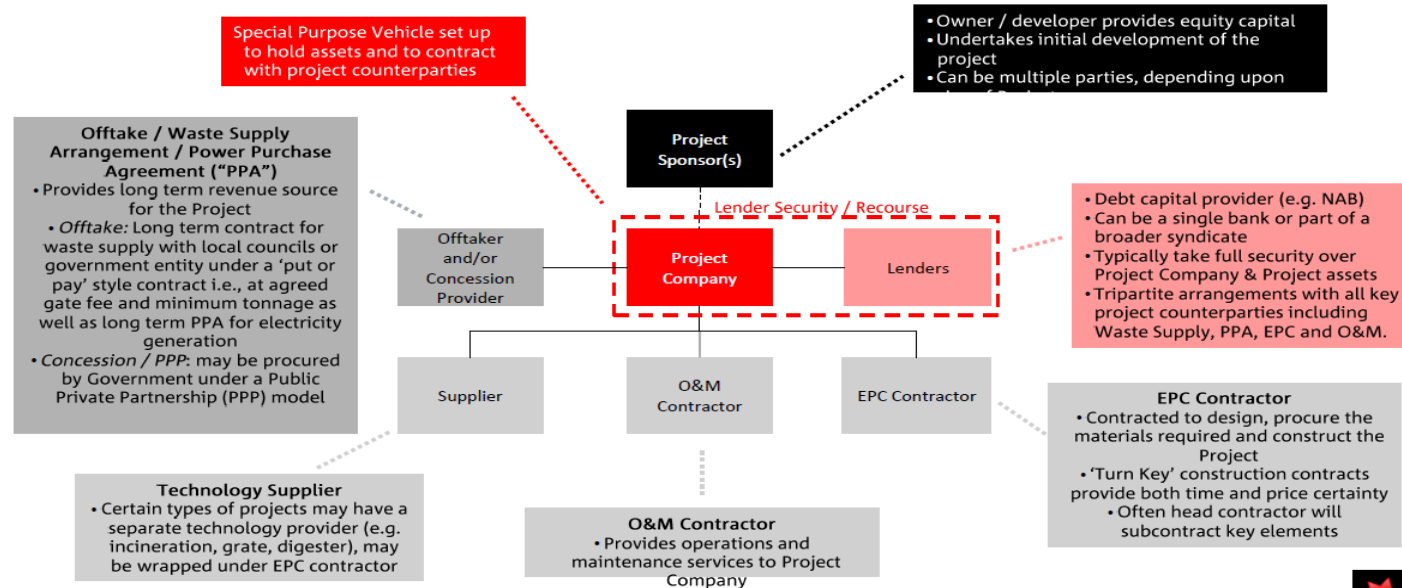 Special Purpose Vehicle set up
to hold assets and to contract
with project counterparties
• Owner / developer provides equity capital
• Undertakes initial development of the
project
• Can be multiple parties, depending upon
Offtake / Waste Supply
Arrangement / Power Purchase
Agreement (“PPA”)
• Provides long term revenue source
for the Project
• Offtake: Long term contract for
waste supply with local councils or
government entity under a ‘put or
pay’ style contract i.e., at agreed
gate fee and minimum tonnage as
well as long term PPA for electricity
generation
• Concession / PPP: may be procured
by Government under a Public
Private Partnership (PPP) model
Project
Sponsor(s)
Lender Security / Recourse
Offtaker
and/or
Concession
Provider
Project
Company
Lenders
• Debt capital provider (e.g. NAB)
• Can be a single bank or part of a
broader syndicate
• Typically take full security over
Project Company & Project assets
• Tripartite arrangements with all key
project counterparties including
Waste Supply, PPA, EPC and O&M.
Supplier
O&M
Contractor
EPC Contractor
EPC Contractor
• Contracted to design, procure the
materials required and construct the
Project
• ‘Turn Key’ construction contracts
provide both time and price certainty
• Often head contractor will
subcontract key elements
Technology Supplier
• Certain types of projects may have a
separate technology provider (e.g.
incineration, grate, digester), may
be wrapped under EPC contractor
O&M Contractor
• Provides operations and
maintenance services to Project
Company